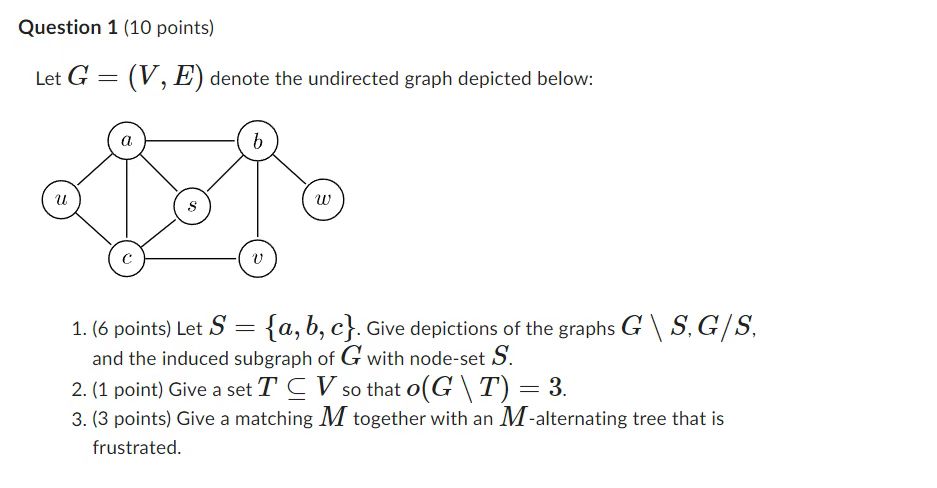 Question 1 (10 points)
Let G = (V, E) denote the undirected graph depicted below:
a
b
u
s
w
c
v
1. (6 points) Let S = {a, b, c}. Give depictions of the graphs G \ S, G/S,
and the induced subgraph of G with node-set S.
2. (1 point) Give a set T ⊆ V so that o(G \ T) = 3.
3. (3 points) Give a matching M together with an M-alternating tree that is
frustrated.